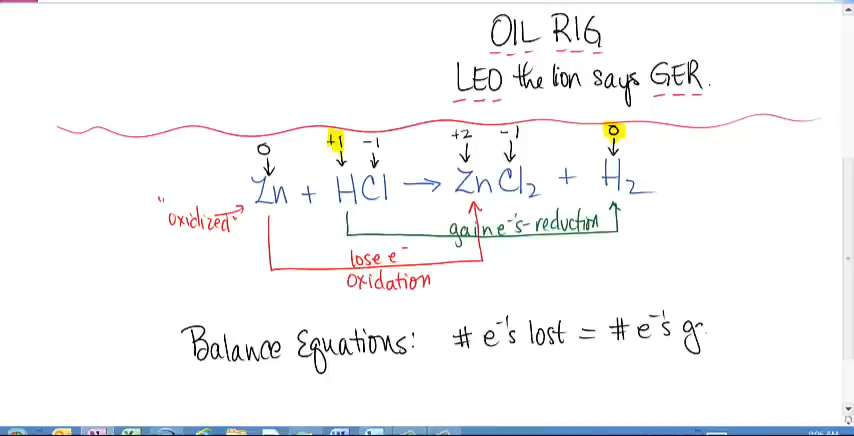 OIL RIG
LEO the lion says GER.
0 +1 -1 +2 -1 0
Zn + HCl → ZnCl₂ + H₂
"oxidized"
gain e⁻'s - reduction
lose e⁻
oxidation
Balance Equations: # e⁻'s lost = # e⁻'s g